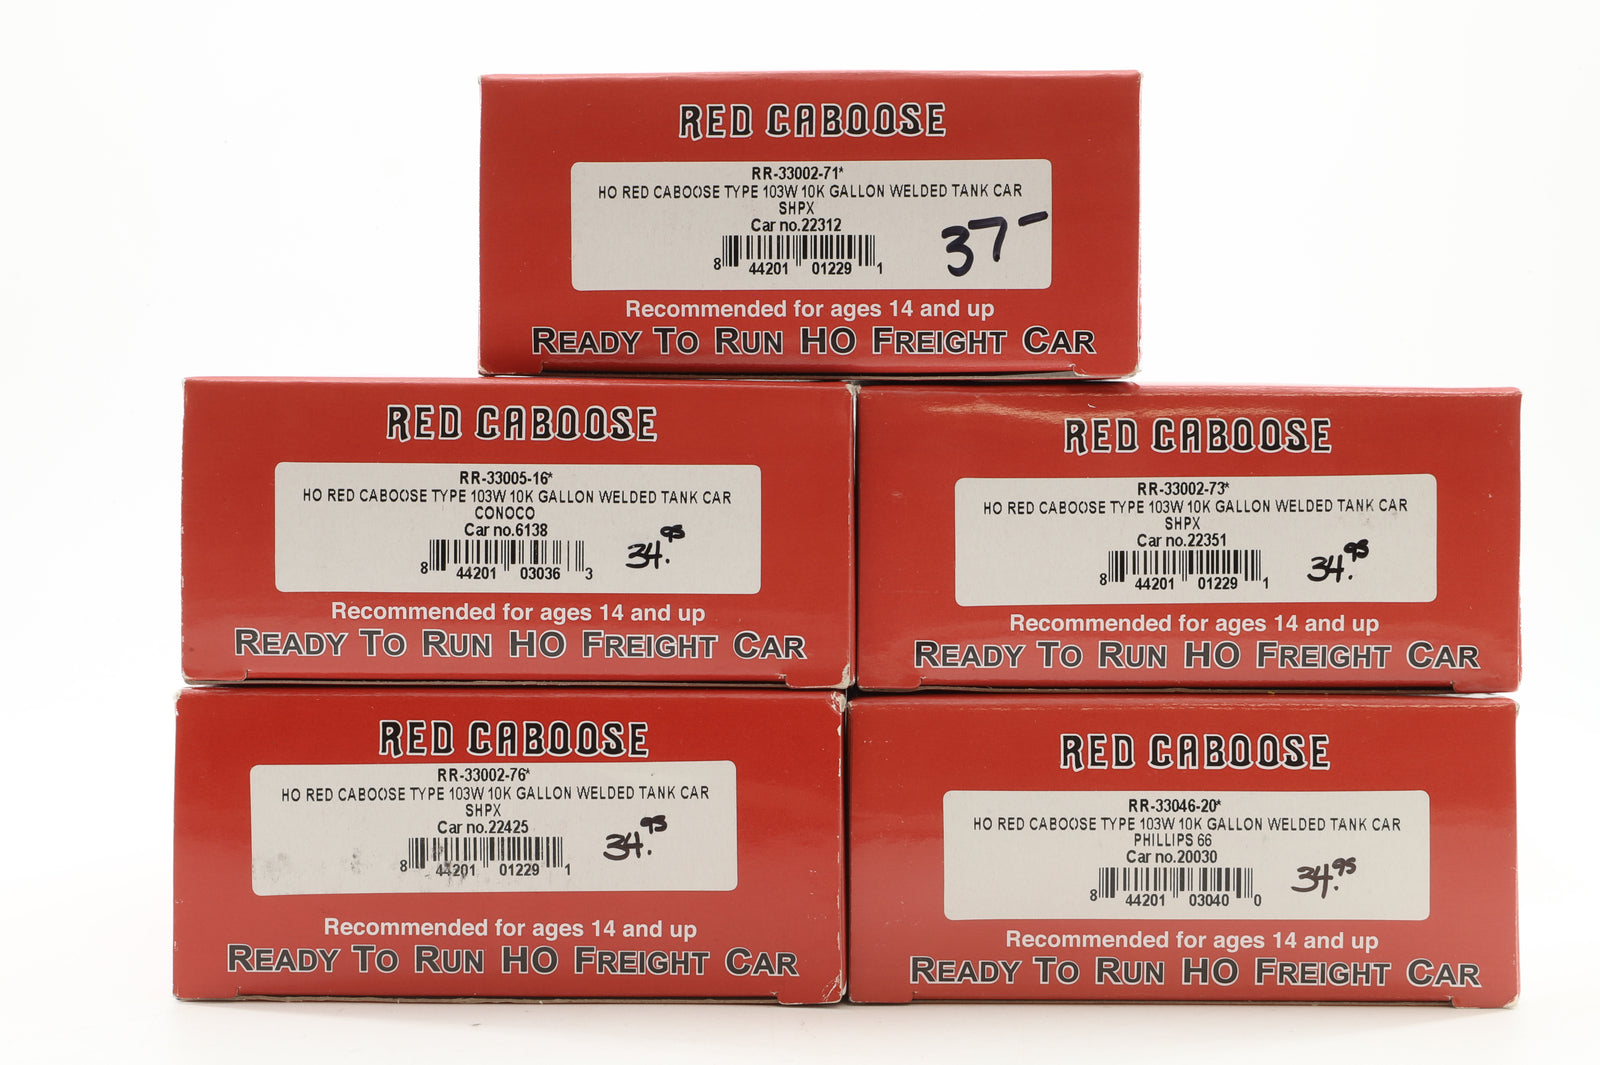 RED CABOOSE
RR-33002-71*
HO RED CABOOSE TYPE 103W 10K GALLON WELDED TANK CAR
SHPX
Car no.22312
8 44201 01229 1
37-
Recommended for ages 14 and up
READY TO RUN HO FREIGHT CAR
RED CABOOSE
RR-33005-16*
HO RED CABOOSE TYPE 103W 10K GALLON WELDED TANK CAR
CONOCO
Car no.6138
8 44201 03036 3
34.95
Recommended for ages 14 and up
READY TO RUN HO FREIGHT CAR
RED CABOOSE
RR-33002-73*
HO RED CABOOSE TYPE 103W 10K GALLON WELDED TANK CAR
SHPX
Car no.22351
8 44201 01229 1
34.95
Recommended for ages 14 and up
READY TO RUN HO FREIGHT CAR
RED CABOOSE
RR-33002-76*
HO RED CABOOSE TYPE 103W 10K GALLON WELDED TANK CAR
SHPX
Car no.22425
8 44201 01229 1
34.95
Recommended for ages 14 and up
READY TO RUN HO FREIGHT CAR
RED CABOOSE
RR-33046-20*
HO RED CABOOSE TYPE 103W 10K GALLON WELDED TANK CAR
PHILLIPS 66
Car no.20030
8 44201 03040 0
34.95
Recommended for ages 14 and up
READY TO RUN HO FREIGHT CAR